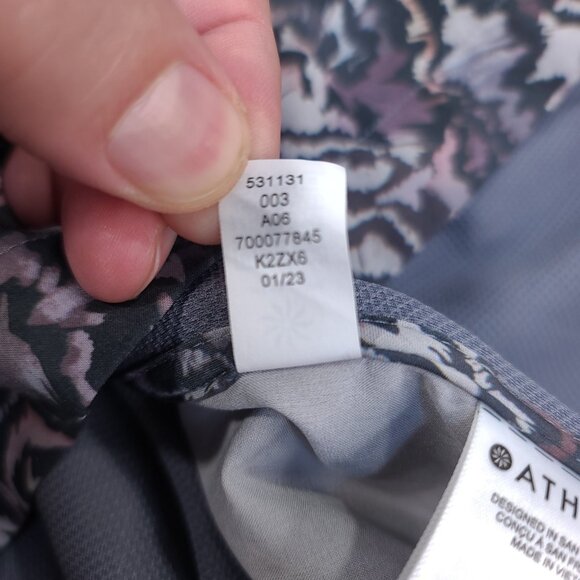 531131
003
A06
700077845
K2ZX6
01/23
ATH
DESIGNED IN SAN
CONÇU À SAN
MADE IN